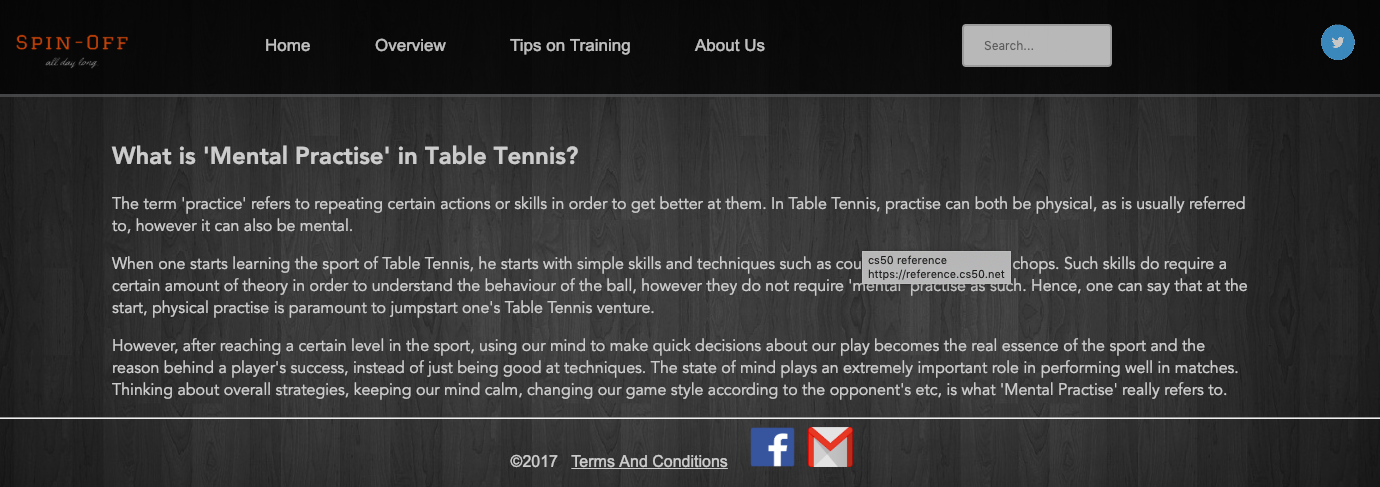 SPIN-OFF
all day long
Home Overview Tips on Training About Us Search...
What is 'Mental Practise' in Table Tennis?
The term 'practice' refers to repeating certain actions or skills in order to get better at them. In Table Tennis, practise can both be physical, as is usually referred
to, however it can also be mental.
When one starts learning the sport of Table Tennis, he starts with simple skills and techniques such as chops. Such skills do require a
cs50 reference
https://reference.cs50.net
certain amount of theory in order to understand the behaviour of the ball, however they do not require 'mental' practise as such. Hence, one can say that at the
start, physical practise is paramount to jumpstart one's Table Tennis venture.
However, after reaching a certain level in the sport, using our mind to make quick decisions about our play becomes the real essence of the sport and the
reason behind a player's success, instead of just being good at techniques. The state of mind plays an extremely important role in performing well in matches.
Thinking about overall strategies, keeping our mind calm, changing our game style according to the opponent's etc, is what 'Mental Practise' really refers to.
©2017 Terms And Conditions